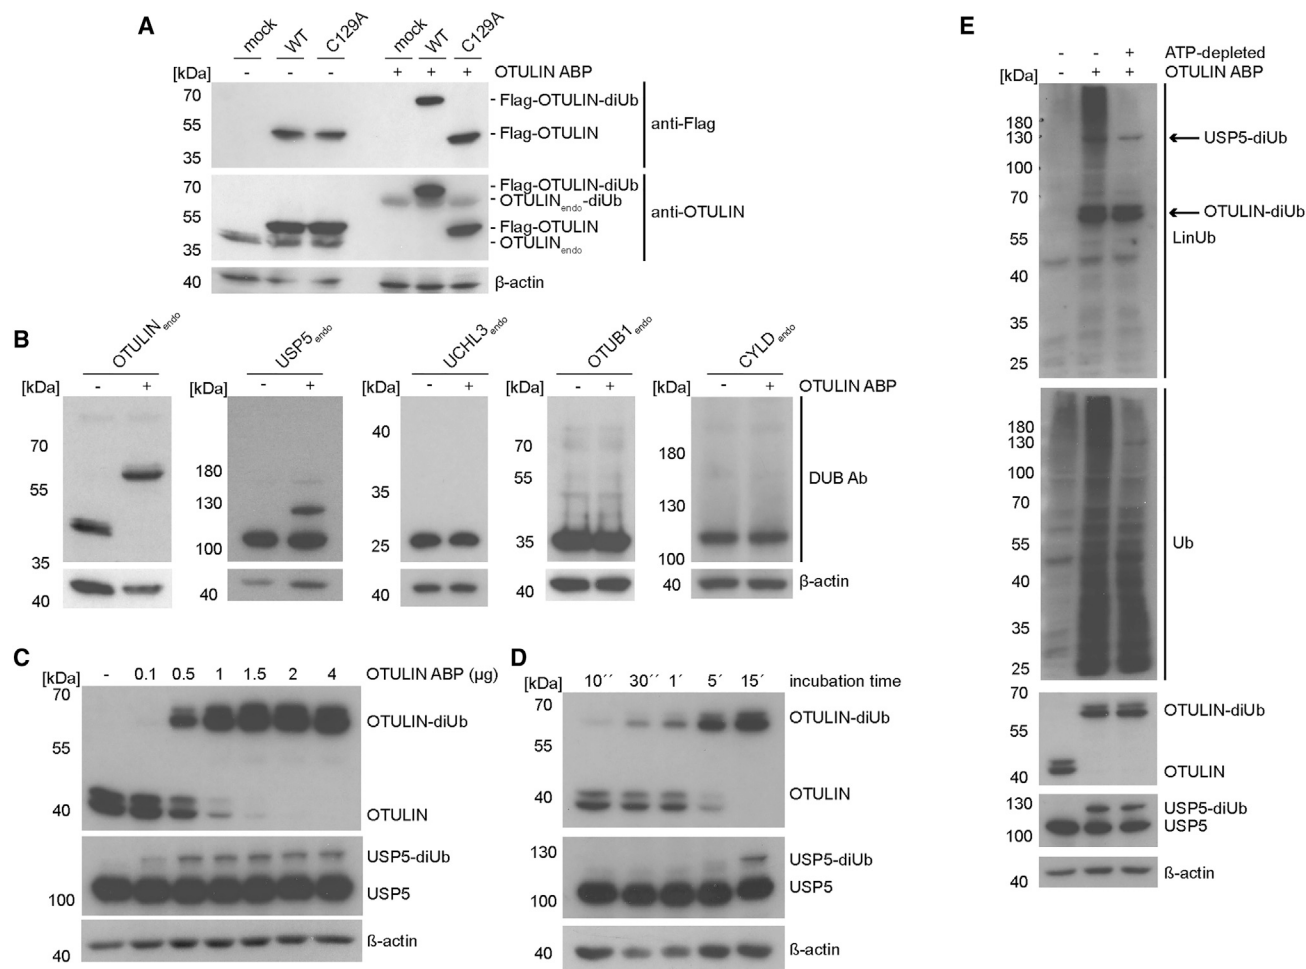 A
mock WT C129A mock WT C129A
[kDa] - - - + + + OTULIN ABP
70 - Flag-OTULIN-diUb
55 - Flag-OTULIN
35
anti-Flag
70 - Flag-OTULIN-diUb
- OTULINendo-diUb
55 - Flag-OTULIN
35 - OTULINendo
anti-OTULIN
40 β-actin
B
OTULINendo USP5endo UCHL3endo OTUB1endo CYLDendo
[kDa] - + [kDa] - + [kDa] - + [kDa] - + [kDa] - + OTULIN ABP
70
55
35
40
180
130
100
40
40
35
25
40
70
55
35
40
180
130
100
40
DUB Ab
ß-actin
C
[kDa] - 0.1 0.5 1 1.5 2 4 OTULIN ABP (µg)
70 OTULIN-diUb
55
40 OTULIN
USP5-diUb
100 USP5
40 ß-actin
D
[kDa] 10´´ 30´´ 1´ 5´ 15´ incubation time
70 OTULIN-diUb
55
40 OTULIN
130 USP5-diUb
100 USP5
40 ß-actin
E
- - + ATP-depleted
[kDa] - + + OTULIN ABP
180
130 USP5-diUb
100
70 OTULIN-diUb
55 LinUb
40
35
25
180
130
100
70
55 Ub
40
35
25
70 OTULIN-diUb
40 OTULIN
130 USP5-diUb
100 USP5
40 ß-actin